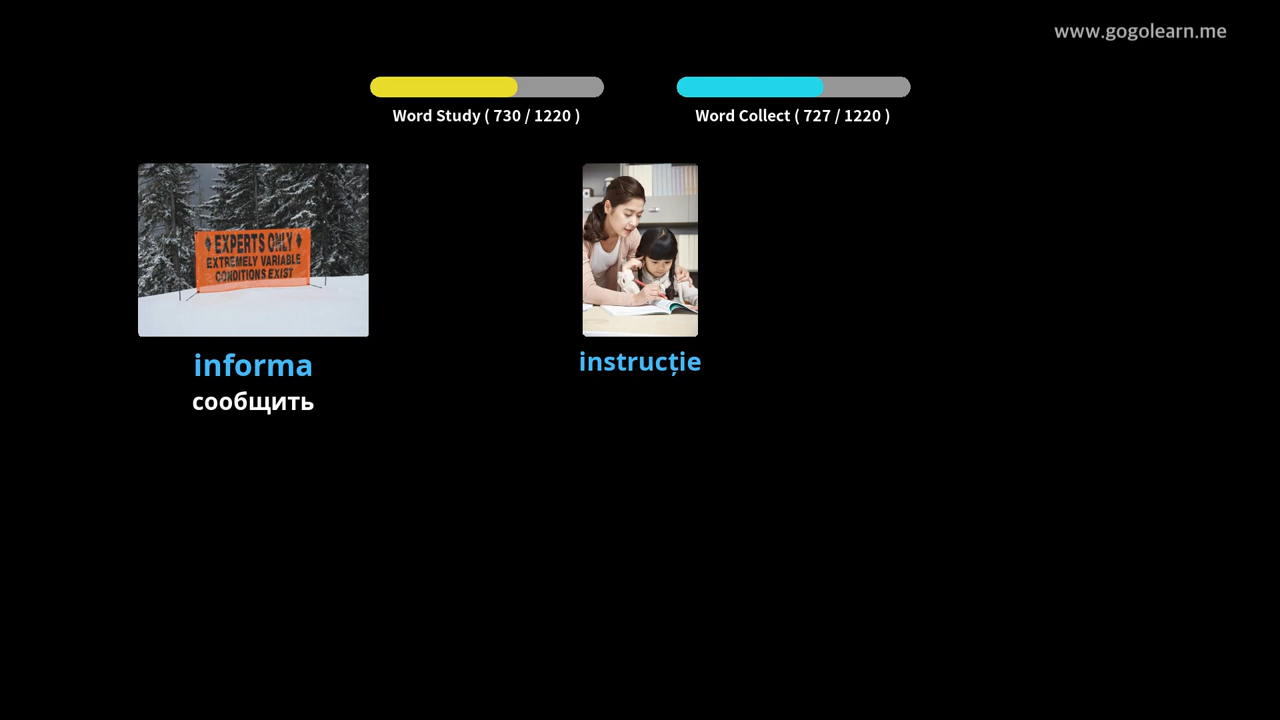 www.gogolearn.me
Word Study ( 730 / 1220 )
Word Collect ( 727 / 1220 )
EXPERTS ONLY
EXTREMELY VARIABLE
CONDITIONS EXIST
informa
сообщить
instrucție